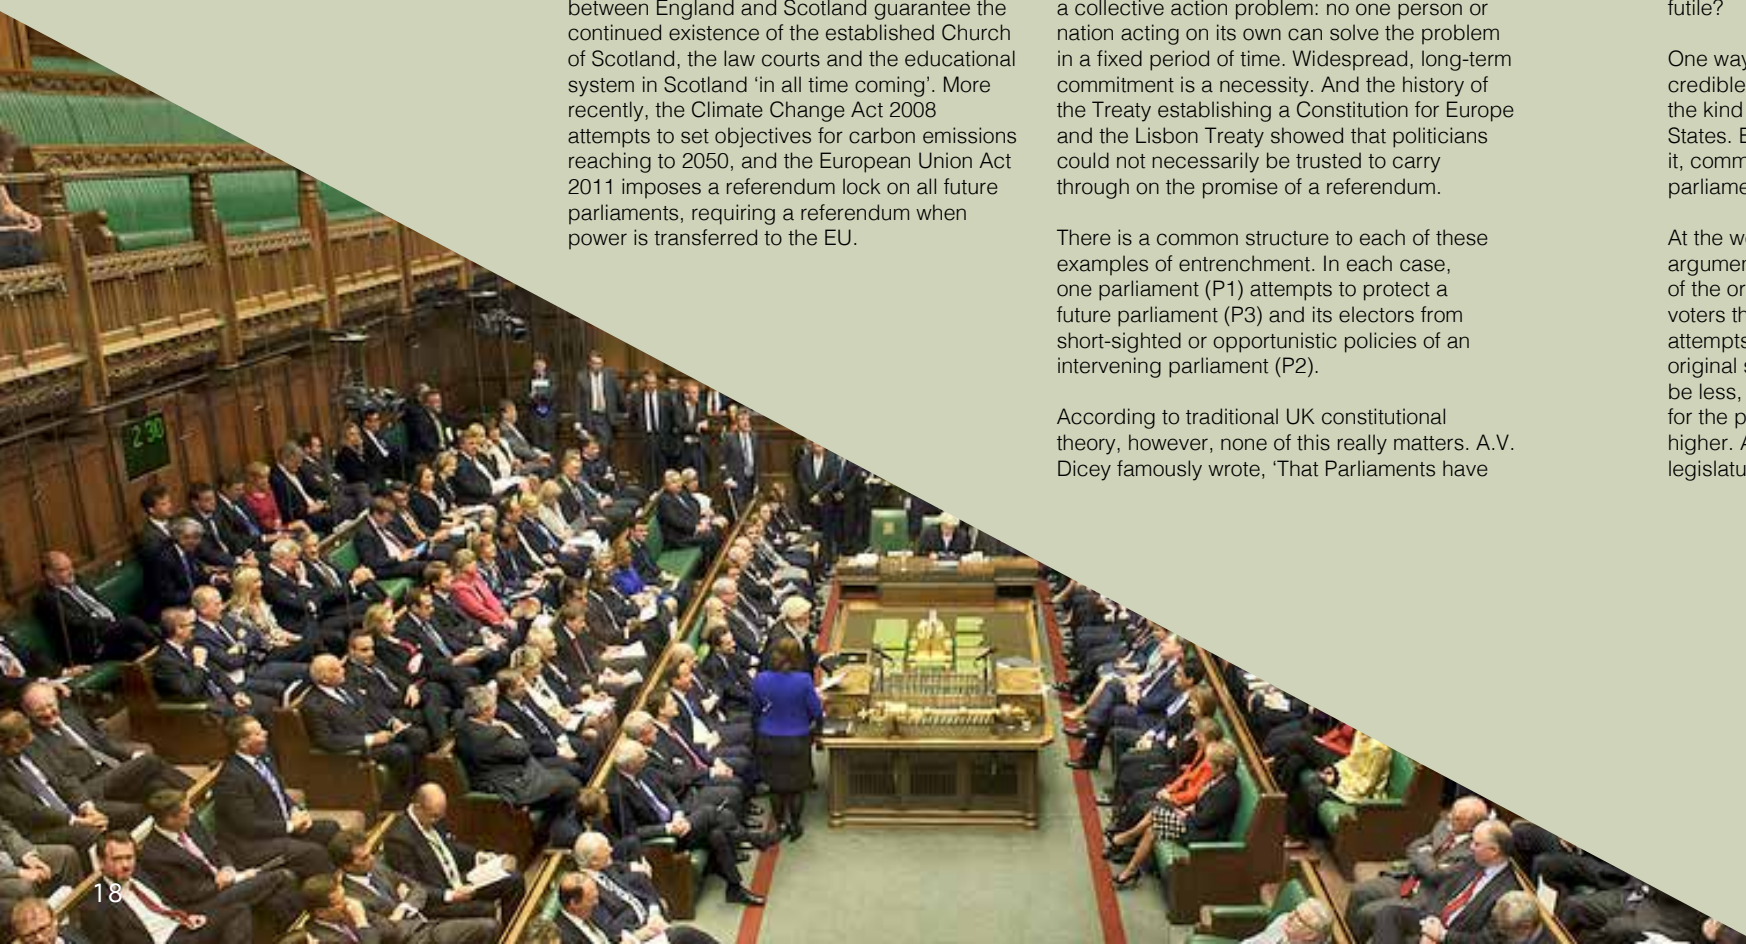 between England and Scotland guarantee the
continued existence of the established Church
of Scotland, the law courts and the educational
system in Scotland ‘in all time coming’. More
recently, the Climate Change Act 2008
attempts to set objectives for carbon emissions
reaching to 2050, and the European Union Act
2011 imposes a referendum lock on all future
parliaments, requiring a referendum when
power is transferred to the EU.
a collective action problem: no one person or
nation acting on its own can solve the problem
in a fixed period of time. Widespread, long-term
commitment is a necessity. And the history of
the Treaty establishing a Constitution for Europe
and the Lisbon Treaty showed that politicians
could not necessarily be trusted to carry
through on the promise of a referendum.
There is a common structure to each of these
examples of entrenchment. In each case,
one parliament (P1) attempts to protect a
future parliament (P3) and its electors from
short-sighted or opportunistic policies of an
intervening parliament (P2).
According to traditional UK constitutional
theory, however, none of this really matters. A.V.
Dicey famously wrote, ‘That Parliaments have
futile?
One way
credible
the kind
States.
it,
At the
of the
voters
attempts
original
be less,
for the
higher.
2 30
18